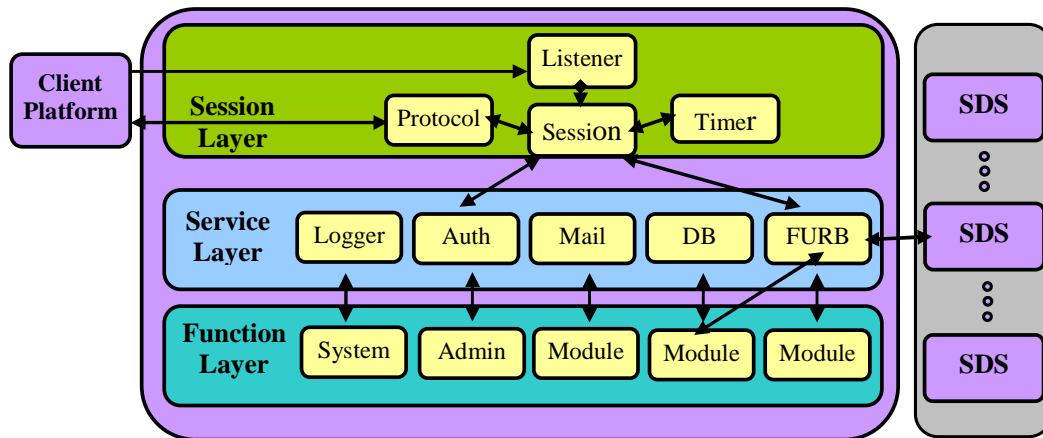 Client
Platform
Session
Layer
Listener
Protocol
Session
Timer
Service
Layer
Logger
Auth
Mail
DB
FURB
Function
Layer
System
Admin
Module
Module
Module
SDS
SDS
SDS